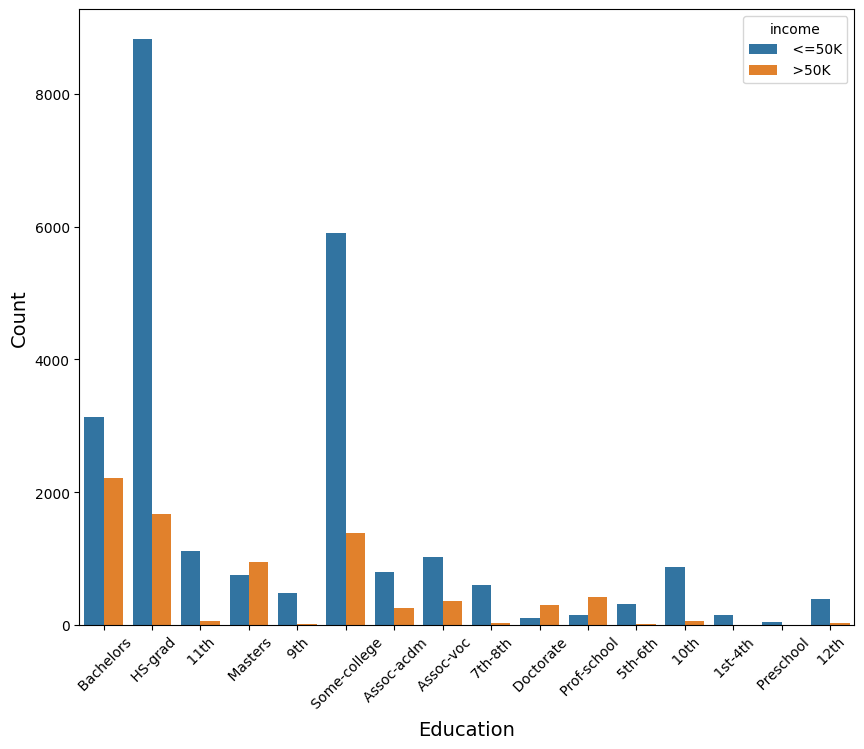 income
<=50K
>50K
Count
8000
6000
4000
2000
0
Bachelors
HS-grad
11th
Masters
9th
Some-college
Assoc-acdm
Assoc-voc
7th-8th
Doctorate
Prof-school
5th-6th
10th
1st-4th
Preschool
12th
Education